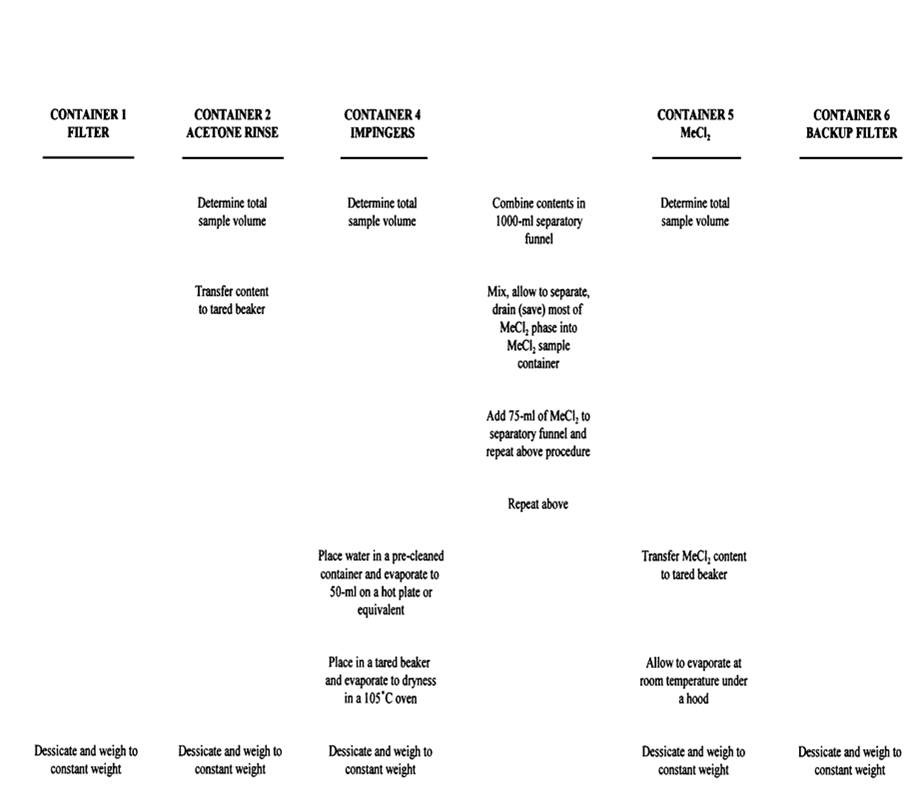 CONTAINER 1
FILTER
CONTAINER 2
ACETONE RINSE
CONTAINER 4
IMPINGERS
CONTAINER 5
MeCl₂
CONTAINER 6
BACKUP FILTER
Determine total
sample volume
Determine total
sample volume
Combine contents in
1000-ml separatory
funnel
Determine total
sample volume
Transfer content
to tared beaker
Mix, allow to separate,
drain (save) most of
MeCl₂ phase into
MeCl₂ sample
container
Add 75-ml of MeCl₂ to
separatory funnel and
repeat above procedure
Repeat above
Place water in a pre-cleaned
container and evaporate to
50-ml on a hot plate or
equivalent
Transfer MeCl₂ content
to tared beaker
Place in a tared beaker
and evaporate to dryness
in a 105°C oven
Allow to evaporate at
room temperature under
a hood
Dessicate and weigh to
constant weight
Dessicate and weigh to
constant weight
Dessicate and weigh to
constant weight
Dessicate and weigh to
constant weight
Dessicate and weigh to
constant weight